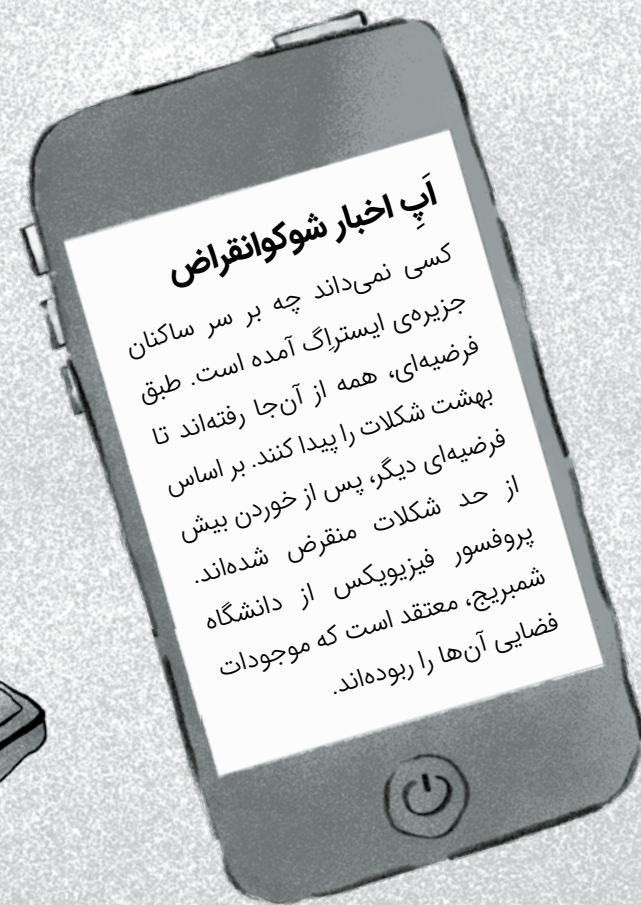 اَپِ اخبار شوکوانقراض
کسی نمی‌داند چه بر سر ساکنان
جزیره‌ی ایستراِگ آمده است. طبق
فرضیه‌ای، همه از آن‌جا رفته‌اند تا
بهشت شکلات را پیدا کنند. بر اساس
فرضیه‌ای دیگر، پس از خوردن بیش
از حد شکلات منقرض شده‌اند.
پروفسور فیزیویکس از دانشگاه
شمبریج، معتقد است که موجودات
فضایی آن‌ها را ربوده‌اند.